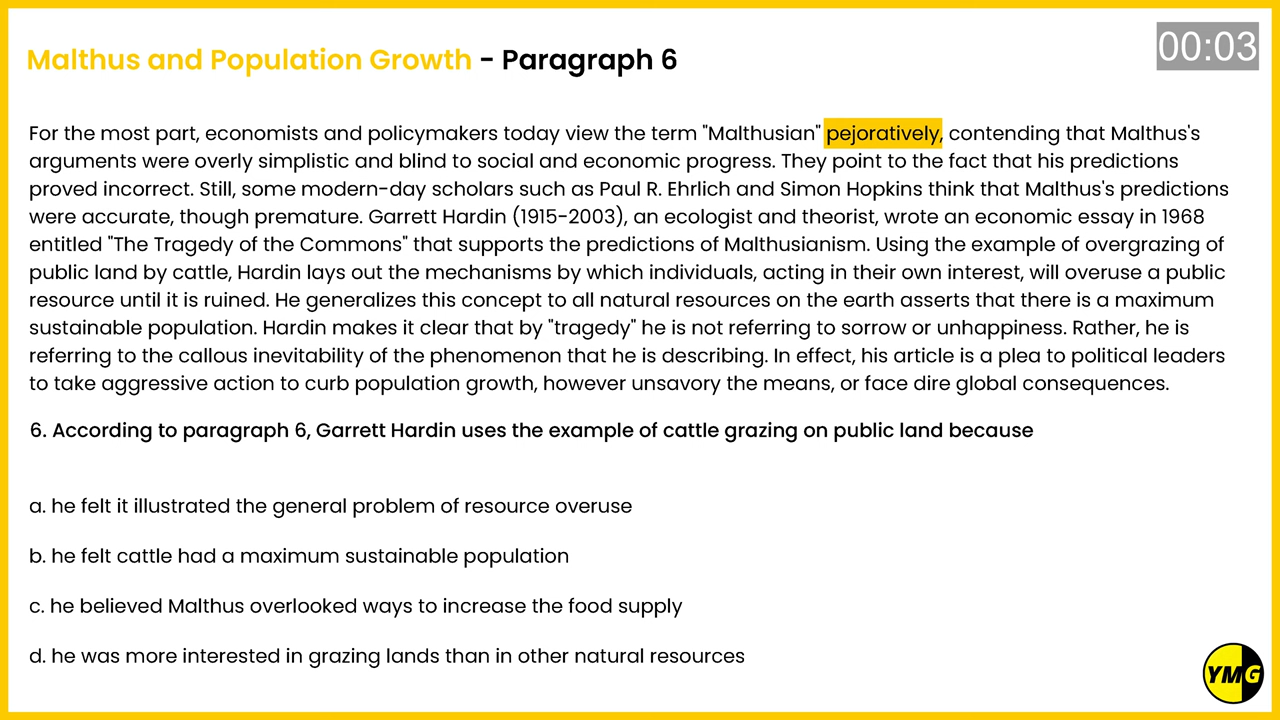 00:03
Malthus and Population Growth - Paragraph 6
For the most part, economists and policymakers today view the term "Malthusian" pejoratively, contending that Malthus's
arguments were overly simplistic and blind to social and economic progress. They point to the fact that his predictions
proved incorrect. Still, some modern-day scholars such as Paul R. Ehrlich and Simon Hopkins think that Malthus's predictions
were accurate, though premature. Garrett Hardin (1915-2003), an ecologist and theorist, wrote an economic essay in 1968
entitled "The Tragedy of the Commons" that supports the predictions of Malthusianism. Using the example of overgrazing of
public land by cattle, Hardin lays out the mechanisms by which individuals, acting in their own interest, will overuse a public
resource until it is ruined. He generalizes this concept to all natural resources on the earth asserts that there is a maximum
sustainable population. Hardin makes it clear that by "tragedy" he is not referring to sorrow or unhappiness. Rather, he is
referring to the callous inevitability of the phenomenon that he is describing. In effect, his article is a plea to political leaders
to take aggressive action to curb population growth, however unsavory the means, or face dire global consequences.
6. According to paragraph 6, Garrett Hardin uses the example of cattle grazing on public land because
a. he felt it illustrated the general problem of resource overuse
b. he felt cattle had a maximum sustainable population
c. he believed Malthus overlooked ways to increase the food supply
d. he was more interested in grazing lands than in other natural resources
YMG